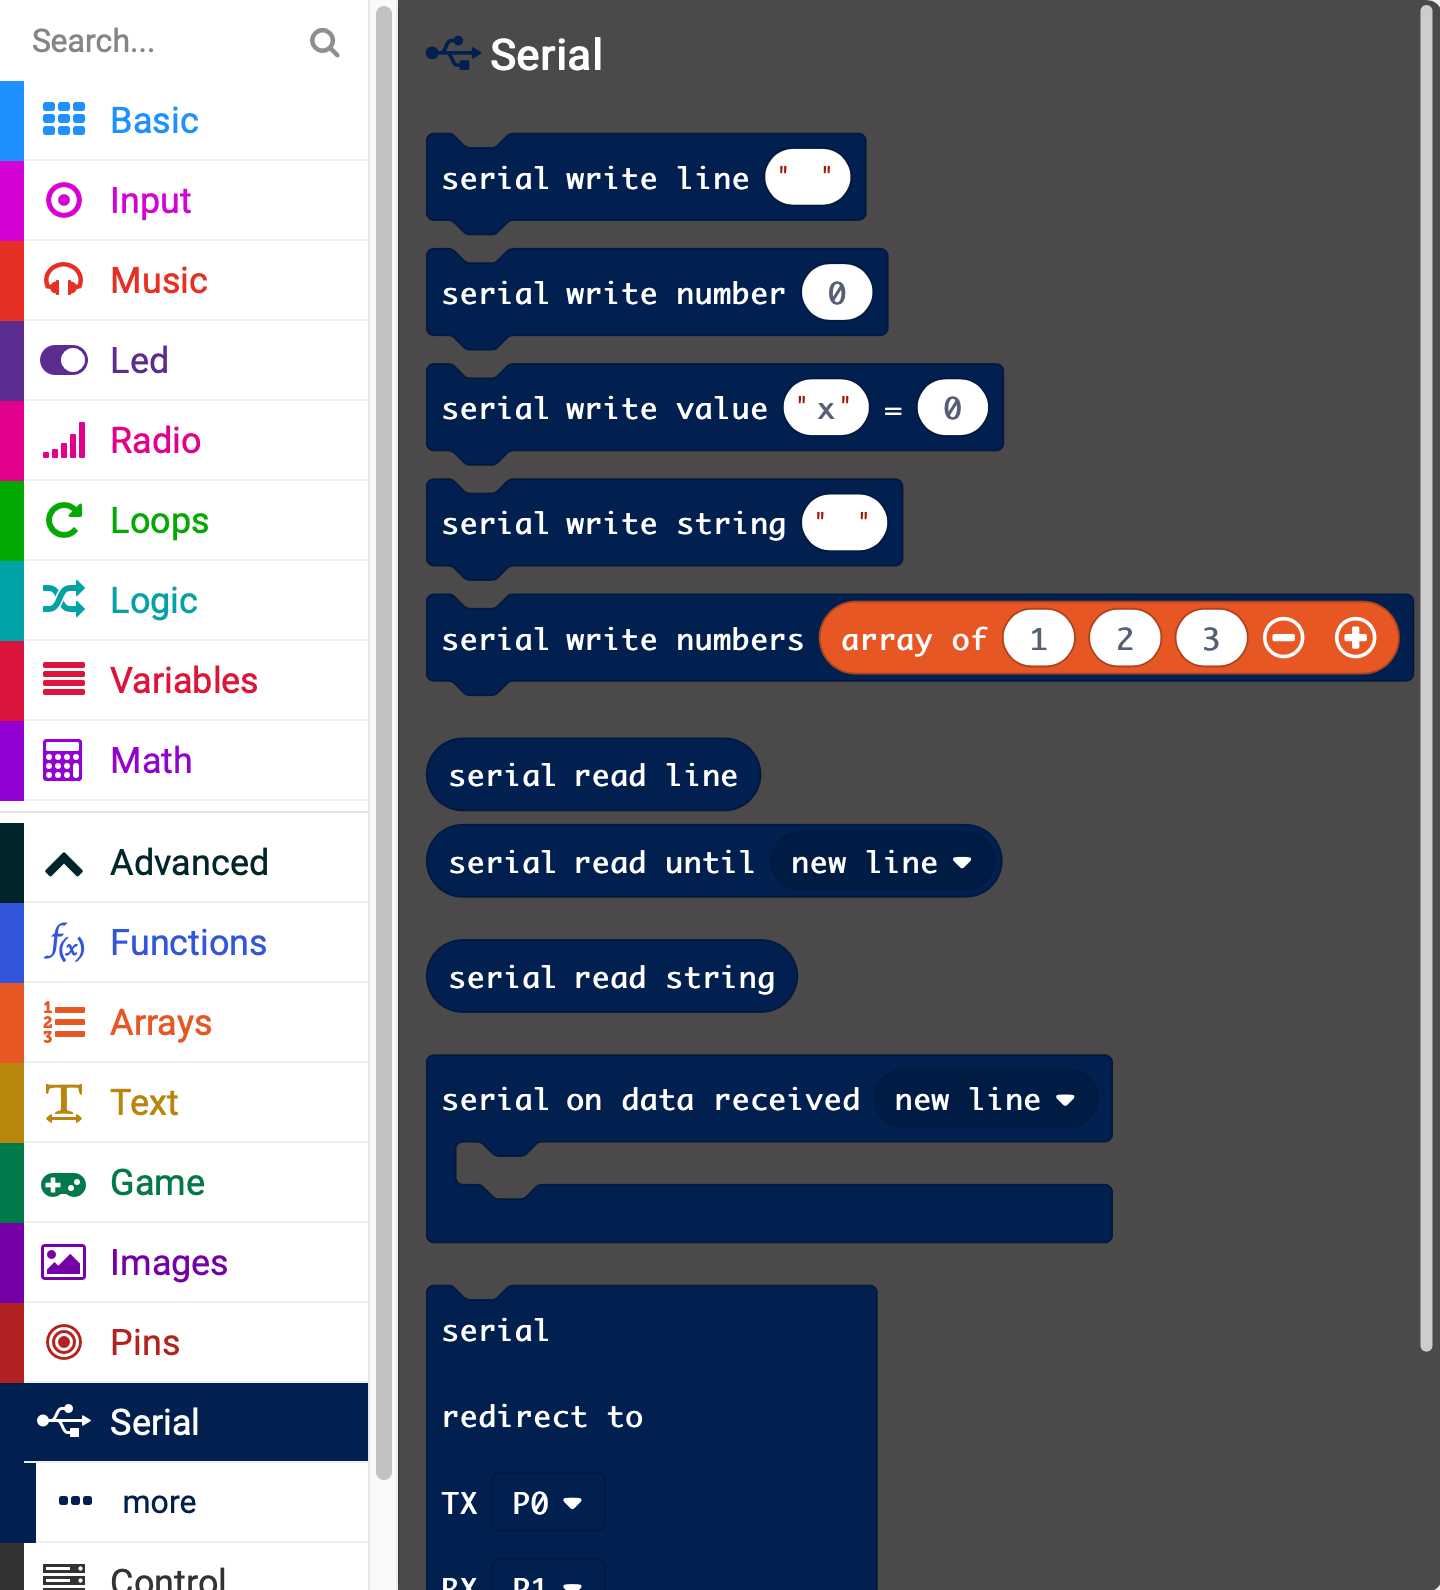 Search...
Basic
Input
Music
Led
Radio
Loops
Logic
Variables
Math
Advanced
Functions
Arrays
Text
Game
Images
Pins
Serial
more
Control
Serial
serial write line " "
serial write number 0
serial write value "x" = 0
serial write string " "
serial write numbers array of 1 2 3
serial read line
serial read until new line
serial read string
serial on data received new line
serial
redirect to
TX P0
RX P1